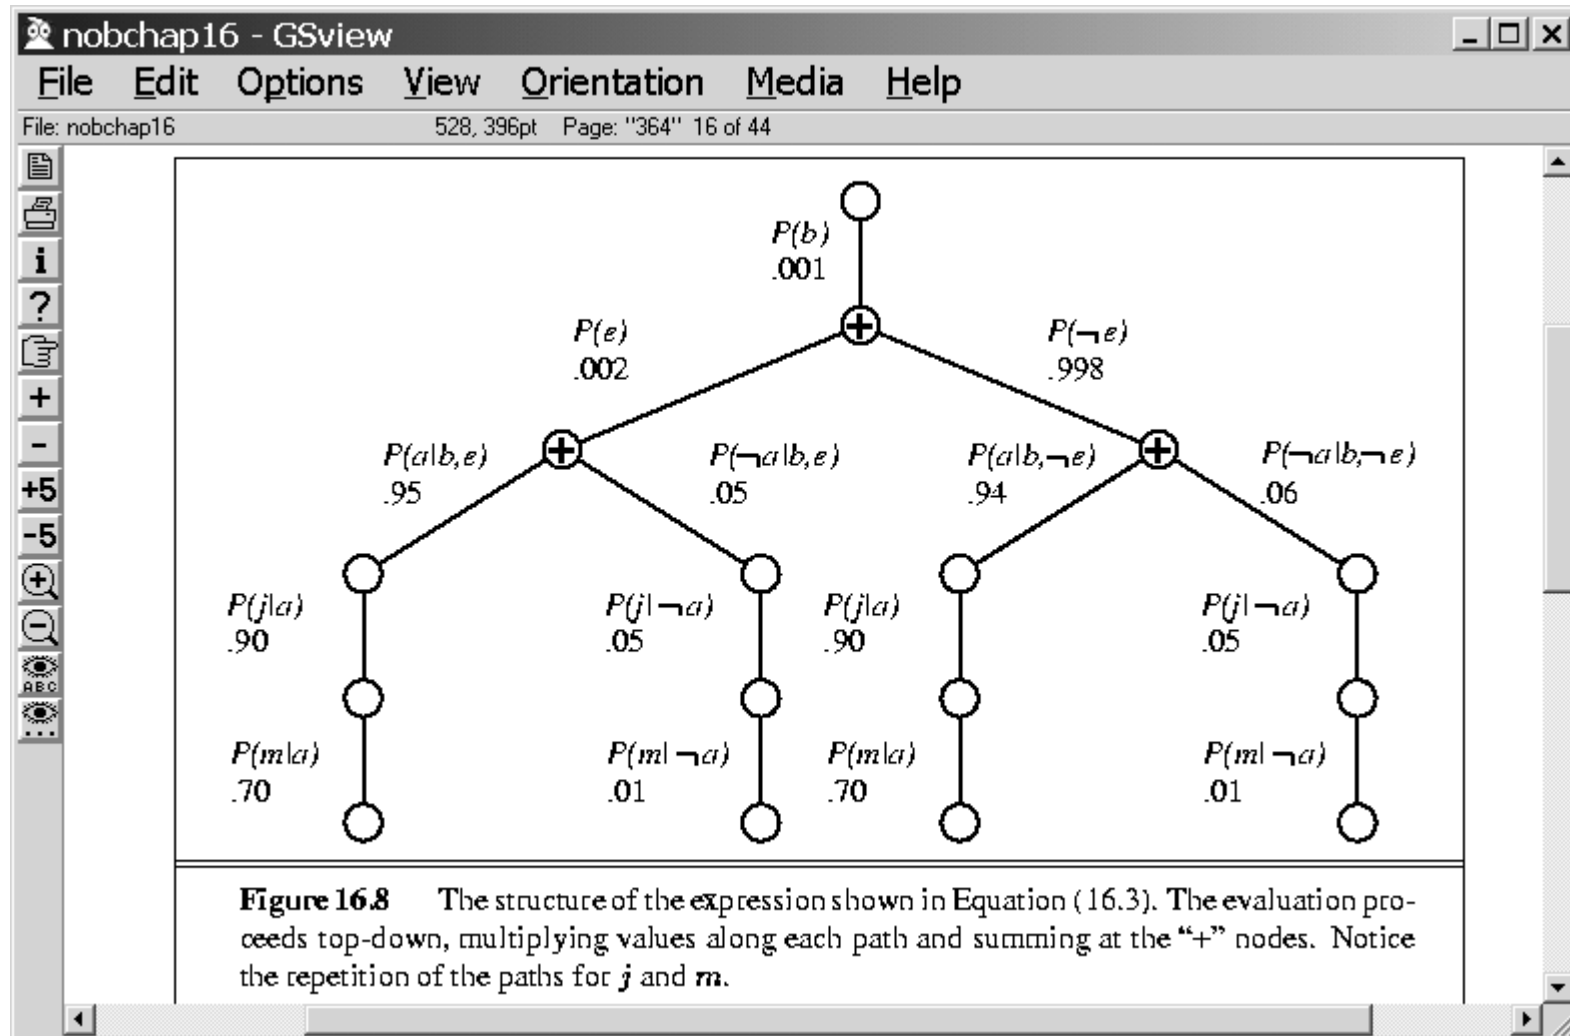 nobchap16 - GSview
File Edit Options View Orientation Media Help
File: nobchap16 528, 396pt Page: "364" 16 of 44
i
?
+
-
+5
-5
ABC
P(b)
.001
P(e) P(¬e)
.002 .998
P(a|b,e) P(¬a|b,e) P(a|b,¬e) P(¬a|b,¬e)
.95 .05 .94 .06
P(j|a) P(j|¬a) P(j|a) P(j|¬a)
.90 .05 .90 .05
P(m|a) P(m|¬a) P(m|a) P(m|¬a)
.70 .01 .70 .01
Figure 16.8 The structure of the expression shown in Equation (16.3). The evaluation pro-
ceeds top-down, multiplying values along each path and summing at the “+” nodes. Notice
the repetition of the paths for j and m.